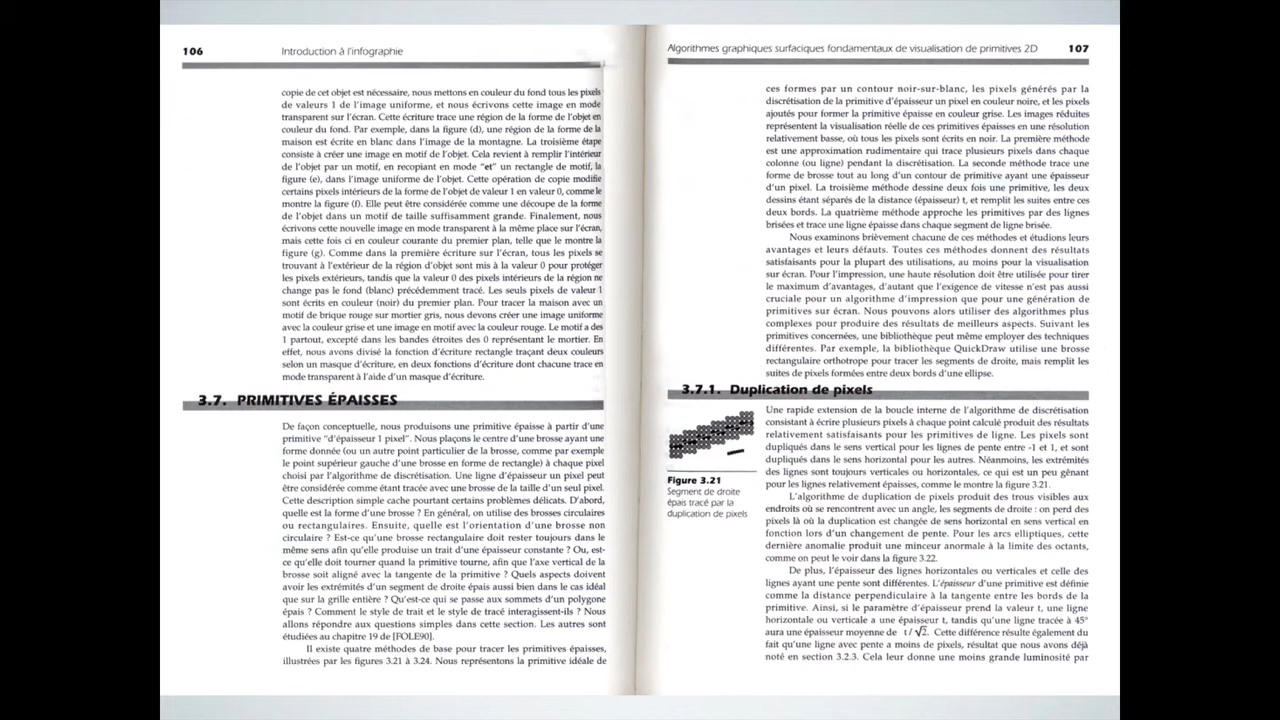 106
Introduction à l'infographie
copie de cet objet est nécessaire, nous mettons en couleur du fond tous les pixels
de valeurs 1 de l'image uniforme, et nous écrivons cette image en mode
transparent sur l'écran. Cette écriture trace une région de la forme de l'objet en
couleur du fond. Par exemple, dans la figure (d), une région de la forme de la
maison est écrite en blanc dans l'image de la montagne. La troisième étape
consiste à créer une image en motif de l'objet. Cela revient à remplir l'intérieur
de l'objet par un motif, en recopiant en mode "et" un rectangle de motif, la
figure (e), dans l'image uniforme de l'objet. Cette opération de copie modifie
certains pixels intérieurs de la forme de l'objet de valeur 1 en valeur 0, comme le
montre la figure (f). Elle peut être considérée comme une découpe de la forme
de l'objet dans un motif de taille suffisamment grande. Finalement, nous
écrivons cette nouvelle image en mode transparent à la même place sur l'écran,
mais cette fois ci en couleur courante du premier plan, telle que le montre la
figure (g). Comme dans la première écriture sur l'écran, tous les pixels se
trouvant à l'extérieur de la région d'objet sont mis à la valeur 0 pour protéger
les pixels extérieurs, tandis que la valeur 0 des pixels intérieurs de la région ne
change pas le fond (blanc) précédemment tracé. Les seuls pixels de valeur 1
sont écrits en couleur (noir) du premier plan. Pour tracer la maison avec un
motif de brique rouge sur mortier gris, nous devons créer une image uniforme
avec la couleur grise et une image en motif avec la couleur rouge. Le motif a des
1 partout, excepté dans les bandes étroites des 0 représentant le mortier. En
effet, nous avons divisé la fonction d'écriture rectangle traçant deux couleurs
selon un masque d'écriture, en deux fonctions d'écriture dont chacune trace en
mode transparent à l'aide d'un masque d'écriture.
3.7. PRIMITIVES ÉPAISSES
De façon conceptuelle, nous produisons une primitive épaisse à partir d'une
primitive "d'épaisseur 1 pixel". Nous plaçons le centre d'une brosse ayant une
forme donnée (ou un autre point particulier de la brosse, comme par exemple
le point supérieur gauche d'une brosse en forme de rectangle) à chaque pixel
choisi par l'algorithme de discrétisation. Une ligne d'épaisseur un pixel peut
être considérée comme étant tracée avec une brosse de la taille d'un seul pixel.
Cette description simple cache pourtant certains problèmes délicats. D'abord,
quelle est la forme d'une brosse ? En général, on utilise des brosses circulaires
ou rectangulaires. Ensuite, quelle est l'orientation d'une brosse non
circulaire ? Est-ce qu'une brosse rectangulaire doit rester toujours dans le
même sens afin qu'elle produise un trait d'une épaisseur constante ? Ou, est-
ce qu'elle doit tourner quand la primitive tourne, afin que l'axe vertical de la
brosse soit aligné avec la tangente de la primitive ? Quels aspects doivent
avoir les extrémités d'un segment de droite épais aussi bien dans le cas idéal
que sur la grille entière ? Qu'est-ce qui se passe aux sommets d'un polygone
épais ? Comment le style de trait et le style de tracé interagissent-ils ? Nous
allons répondre aux questions simples dans cette section. Les autres sont
étudiées au chapitre 19 de [FOLE90].
Il existe quatre méthodes de base pour tracer les primitives épaisses,
illustrées par les figures 3.21 à 3.24. Nous représentons la primitive idéale de
Algorithmes graphiques surfaciques fondamentaux de visualisation de primitives 2D
107
ces formes par un contour noir-sur-blanc, les pixels générés par la
discrétisation de la primitive d'épaisseur un pixel en couleur noire, et les pixels
ajoutés pour former la primitive épaisse en couleur grise. Les images réduites
représentent la visualisation réelle de ces primitives épaisses en une résolution
relativement basse, où tous les pixels sont écrits en noir. La première méthode
est une approximation rudimentaire qui trace plusieurs pixels dans chaque
colonne (ou ligne) pendant la discrétisation. La seconde méthode trace une
forme de brosse tout au long d'un contour de primitive ayant une épaisseur
d'un pixel. La troisième méthode dessine deux fois une primitive, les deux
dessins étant séparés de la distance (épaisseur) t, et remplit les suites entre ces
deux bords. La quatrième méthode approche les primitives par des lignes
brisées et trace une ligne épaisse dans chaque segment de ligne brisée.
Nous examinons brièvement chacune de ces méthodes et étudions leurs
avantages et leurs défauts. Toutes ces méthodes donnent des résultats
satisfaisants pour la plupart des utilisations, au moins pour la visualisation
sur écran. Pour l'impression, une haute résolution doit être utilisée pour tirer
le maximum d'avantages, d'autant que l'exigence de vitesse n'est pas aussi
cruciale pour un algorithme d'impression que pour une génération de
primitives sur écran. Nous pouvons alors utiliser des algorithmes plus
complexes pour produire des résultats de meilleurs aspects. Suivant les
primitives concernées, une bibliothèque peut même employer des techniques
différentes. Par exemple, la bibliothèque QuickDraw utilise une brosse
rectangulaire orthotrope pour tracer les segments de droite, mais remplit les
suites de pixels formées entre deux bords d'une ellipse.
3.7.1. Duplication de pixels
Figure 3.21
Segment de droite
épais tracé par la
duplication de pixels
Une rapide extension de la boucle interne de l'algorithme de discrétisation
consistant à écrire plusieurs pixels à chaque point calculé produit des résultats
relativement satisfaisants pour les primitives de ligne. Les pixels sont
dupliqués dans le sens vertical pour les lignes de pente entre -1 et 1, et sont
dupliqués dans le sens horizontal pour les autres. Néanmoins, les extrémités
des lignes sont toujours verticales ou horizontales, ce qui est un peu gênant
pour les lignes relativement épaisses, comme le montre la figure 3.21.
L'algorithme de duplication de pixels produit des trous visibles aux
endroits où se rencontrent avec un angle, les segments de droite : on perd des
pixels là où la duplication est changée de sens horizontal en sens vertical en
fonction lors d'un changement de pente. Pour les arcs elliptiques, cette
dernière anomalie produit une minceur anormale à la limite des octants,
comme on peut le voir dans la figure 3.22.
De plus, l'épaisseur des lignes horizontales ou verticales et celle des
lignes ayant une pente sont différentes. L'épaisseur d'une primitive est définie
comme la distance perpendiculaire à la tangente entre les bords de la
primitive. Ainsi, si le paramètre d'épaisseur prend la valeur t, une ligne
horizontale ou verticale a une épaisseur t, tandis qu'une ligne tracée à 45°
aura une épaisseur moyenne de t/√2. Cette différence résulte également du
fait qu'une ligne avec pente a moins de pixels, résultat que nous avons déjà
noté en section 3.2.3. Cela leur donne une moins grande luminosité par